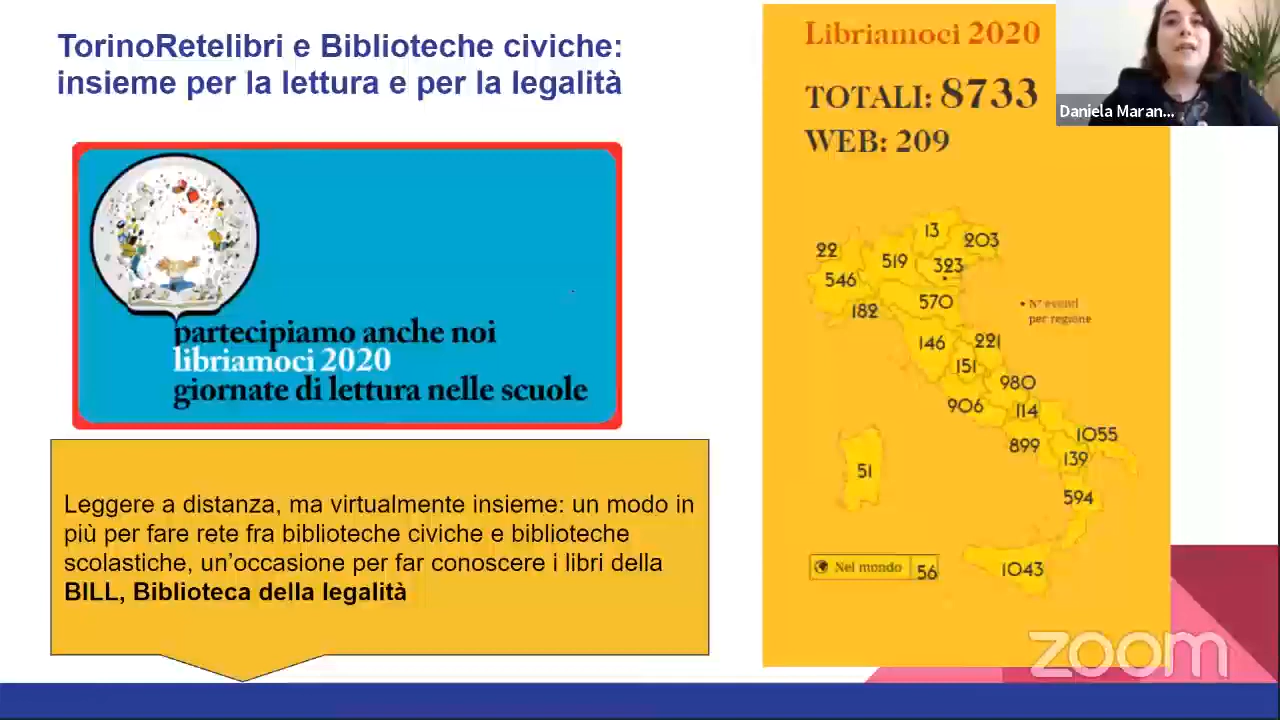 TorinoRetelibri e Biblioteche civiche:
insieme per la lettura e per la legalità
partecipiamo anche noi
libriamoci 2020
giornate di lettura nelle scuole
Leggere a distanza, ma virtualmente insieme: un modo in
più per fare rete fra biblioteche civiche e biblioteche
scolastiche, un'occasione per far conoscere i libri della
BILL, Biblioteca della legalità
Libriamoci 2020
TOTALI: 8733
WEB: 209
13
203
22
519
323
546
570
182
• N° eventi
per regione
146
221
151
980
906
114
899
1055
139
51
594
Nel mondo 56
1043
Daniela Maran...
zoom